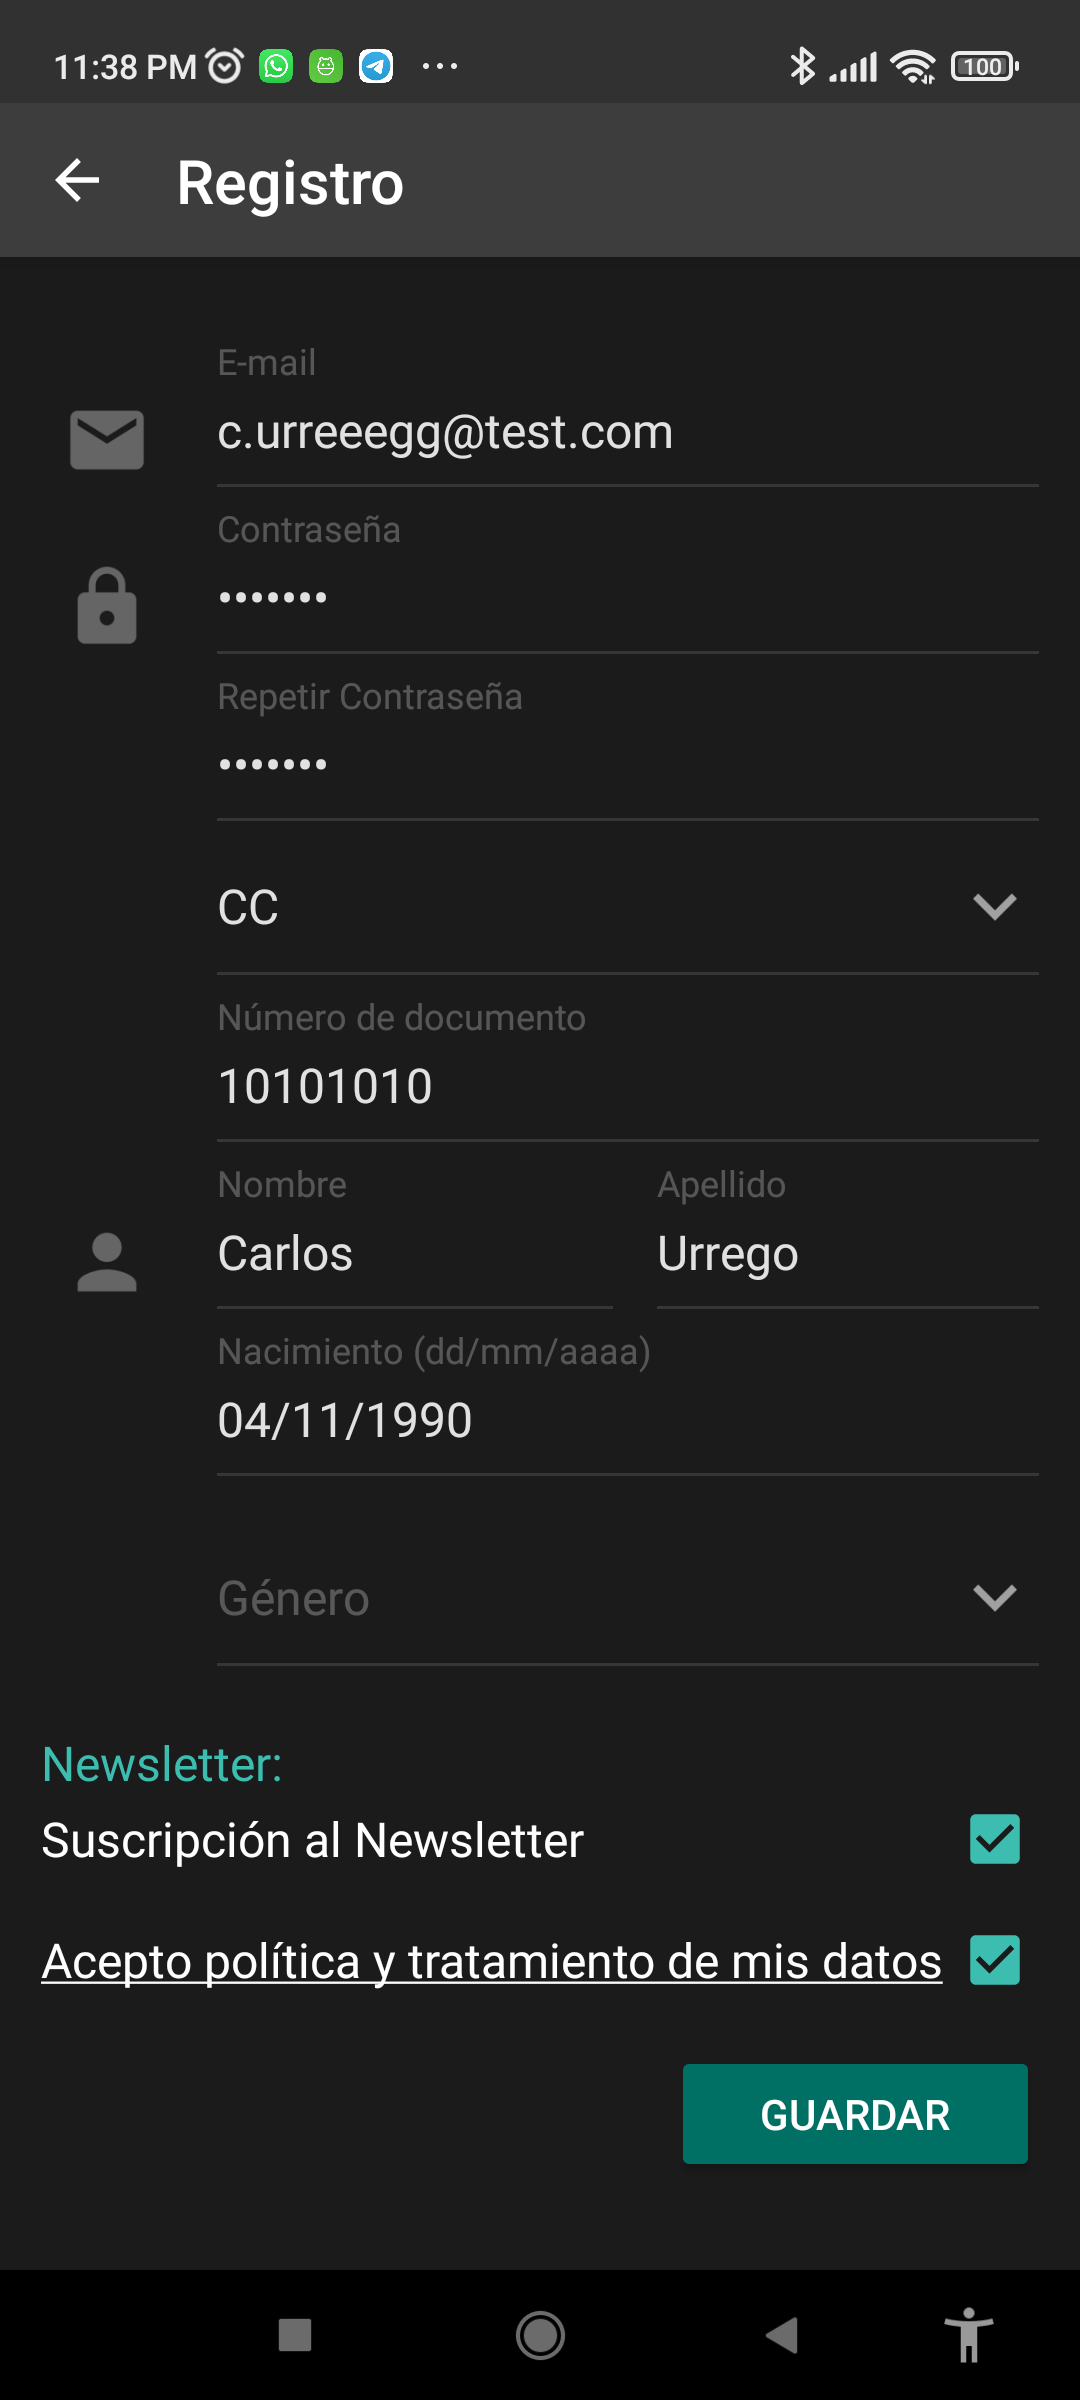 11:38 PM
100
Registro
E-mail
c.urreeegg@test.com
Contraseña
•••••••
Repetir Contraseña
•••••••
CC
Número de documento
10101010
Nombre Apellido
Carlos Urrego
Nacimiento (dd/mm/aaaa)
04/11/1990
Género
Newsletter:
Suscripción al Newsletter
Acepto política y tratamiento de mis datos
GUARDAR